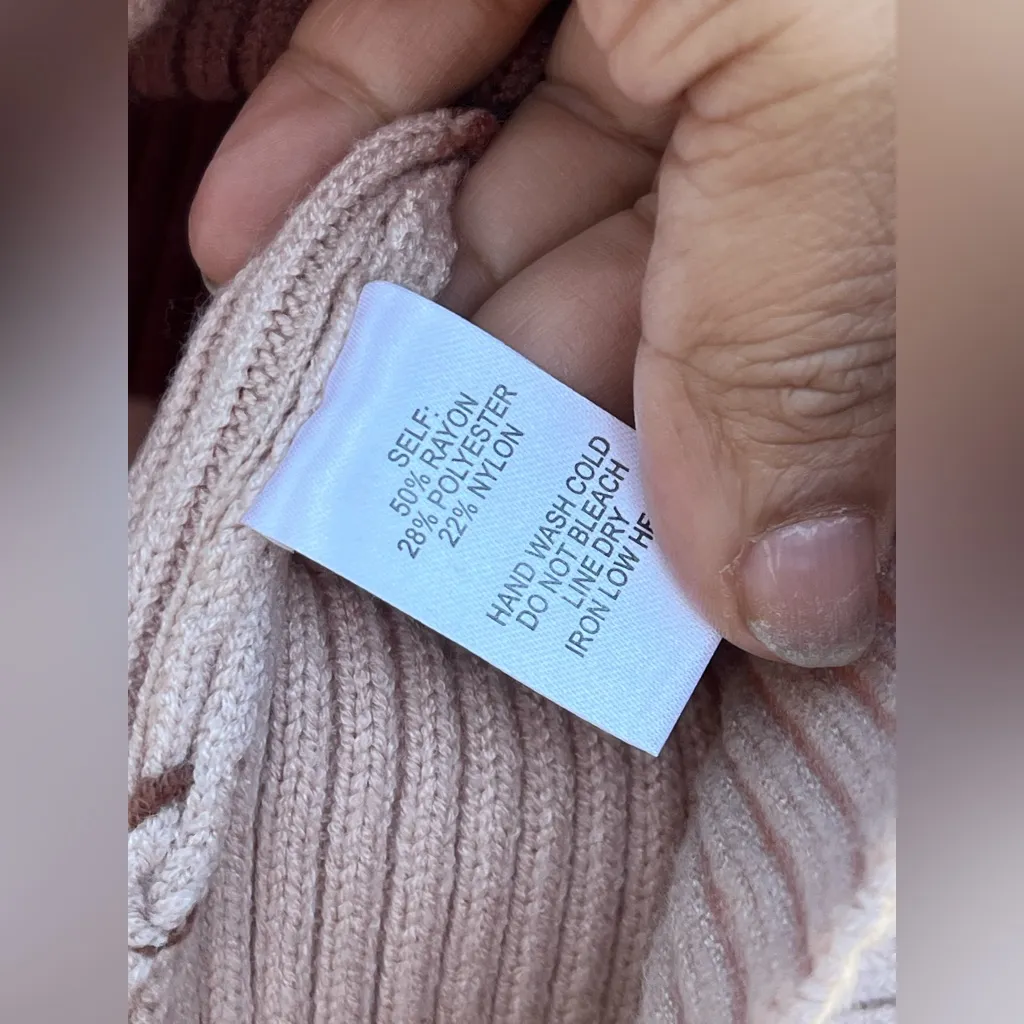 SELF:
50% RAYON
28% POLYESTER
22% NYLON
HAND WASH COLD
DO NOT BLEACH
LINE DRY
IRON LOW